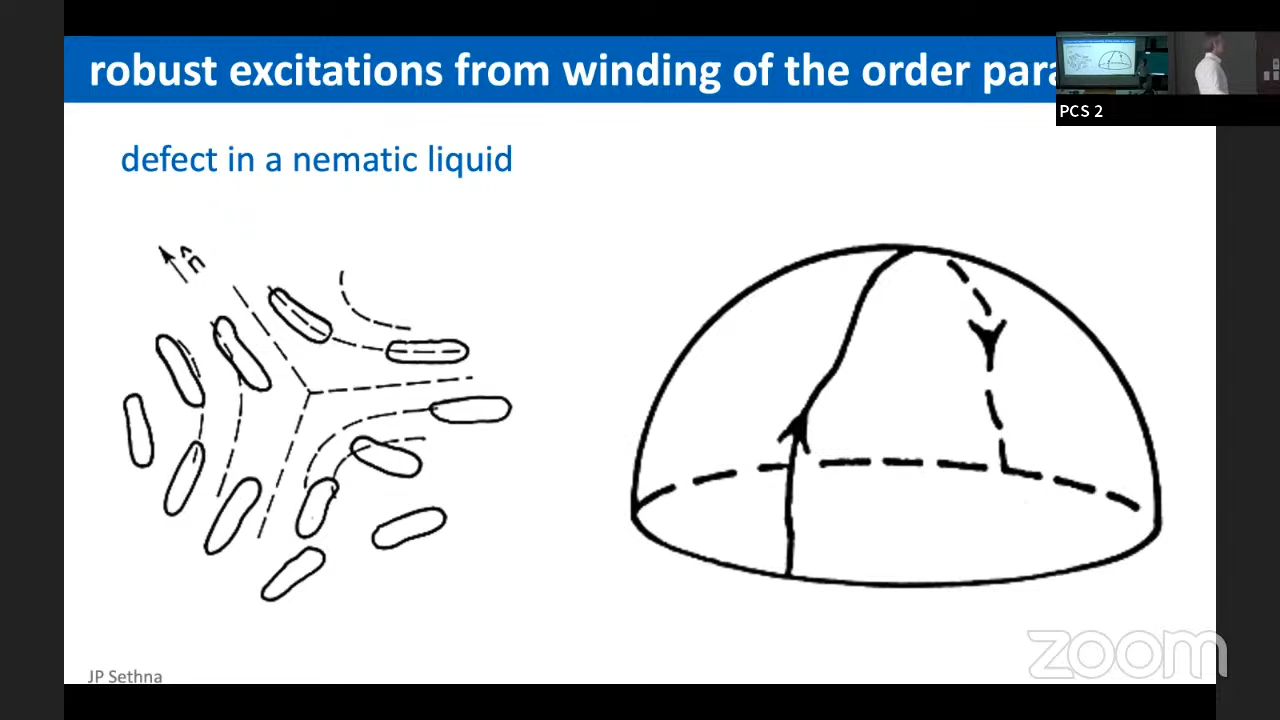 robust excitations from winding of the order para
PCS 2
defect in a nematic liquid
n̂
JP Sethna
zoom